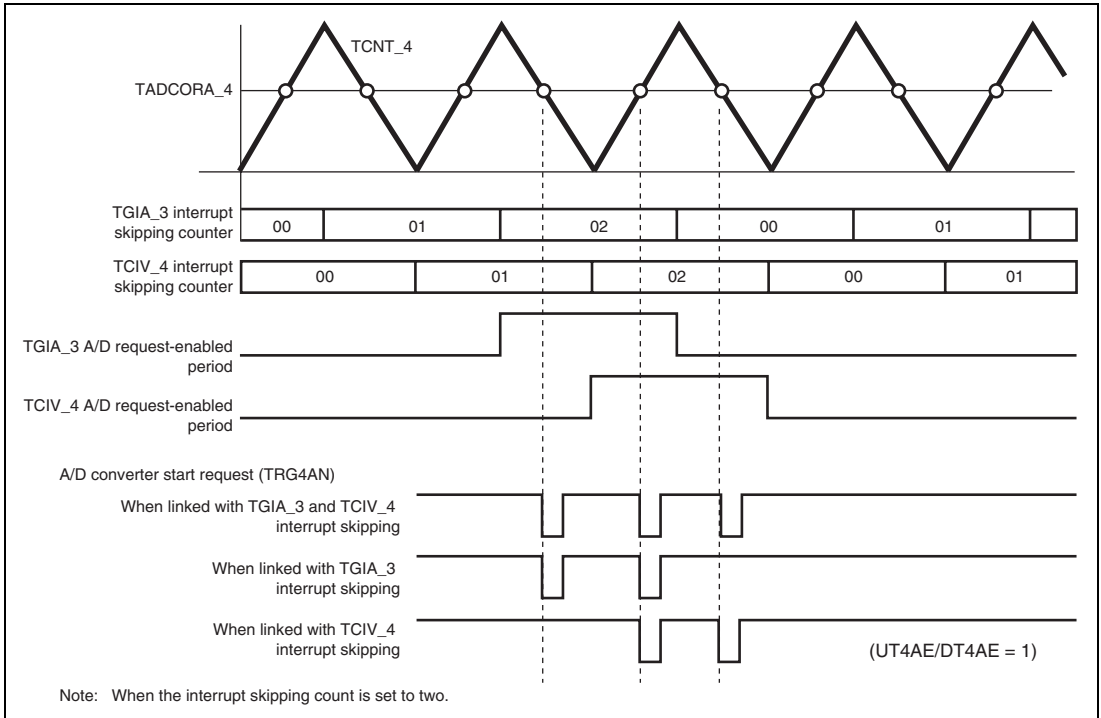 TCNT_4
TADCORA_4
TGIA_3 interrupt
skipping counter
00
01
02
00
01
TCIV_4 interrupt
skipping counter
00
01
02
00
01
TGIA_3 A/D request-enabled
period
TCIV_4 A/D request-enabled
period
A/D converter start request (TRG4AN)
When linked with TGIA_3 and TCIV_4
interrupt skipping
When linked with TGIA_3
interrupt skipping
When linked with TCIV_4
interrupt skipping
(UT4AE/DT4AE = 1)
Note: When the interrupt skipping count is set to two.